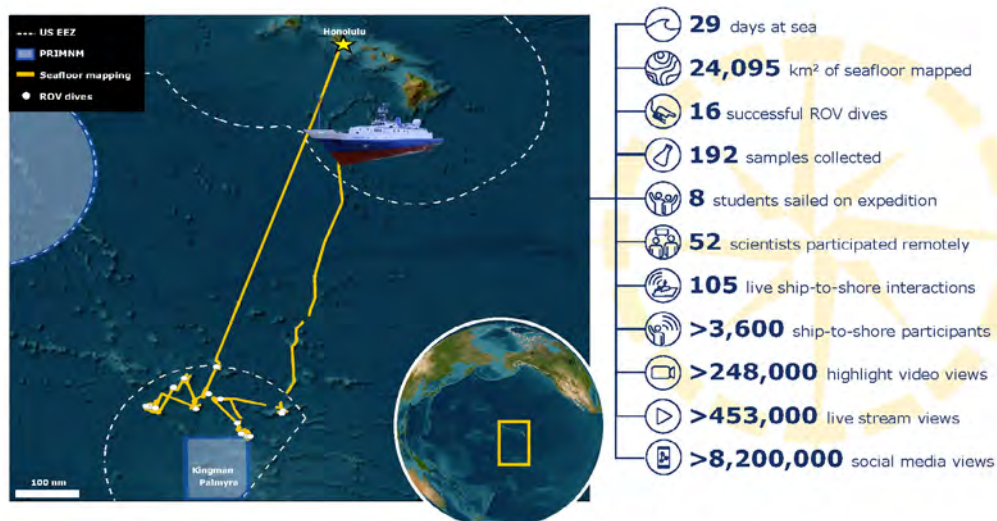 US EEZ
PRIMNM
Seafloor mapping
ROV dives
Honolulu
Kingman
Palmyra
100 nm
29 days at sea
24,095 km² of seafloor mapped
16 successful ROV dives
192 samples collected
8 students sailed on expedition
52 scientists participated remotely
105 live ship-to-shore interactions
>3,600 ship-to-shore participants
>248,000 highlight video views
>453,000 live stream views
>8,200,000 social media views